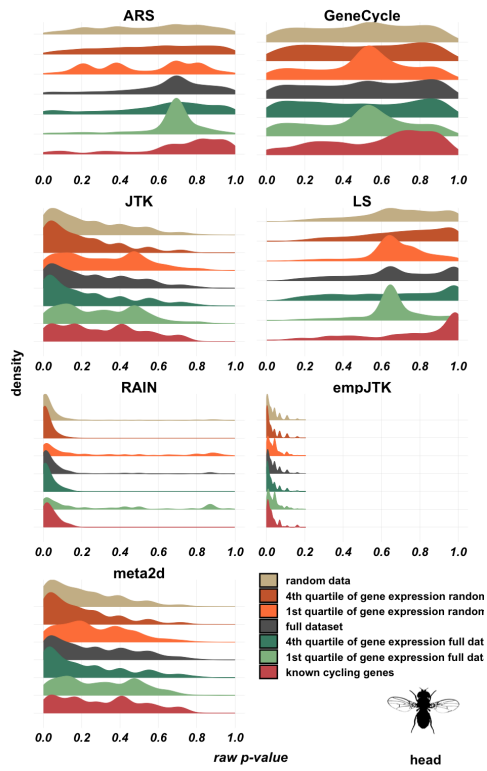 ARS GeneCycle
0.0 0.2 0.4 0.6 0.8 1.0 0.0 0.2 0.4 0.6 0.8 1.0
JTK LS
0.0 0.2 0.4 0.6 0.8 1.0 0.0 0.2 0.4 0.6 0.8 1.0
density
RAIN empJTK
0.0 0.2 0.4 0.6 0.8 1.0 0.0 0.2 0.4 0.6 0.8 1.0
meta2d
random data
4th quartile of gene expression random
1st quartile of gene expression random
full dataset
4th quartile of gene expression full dat
1st quartile of gene expression full dat
known cycling genes
0.0 0.2 0.4 0.6 0.8 1.0
raw p-value
head